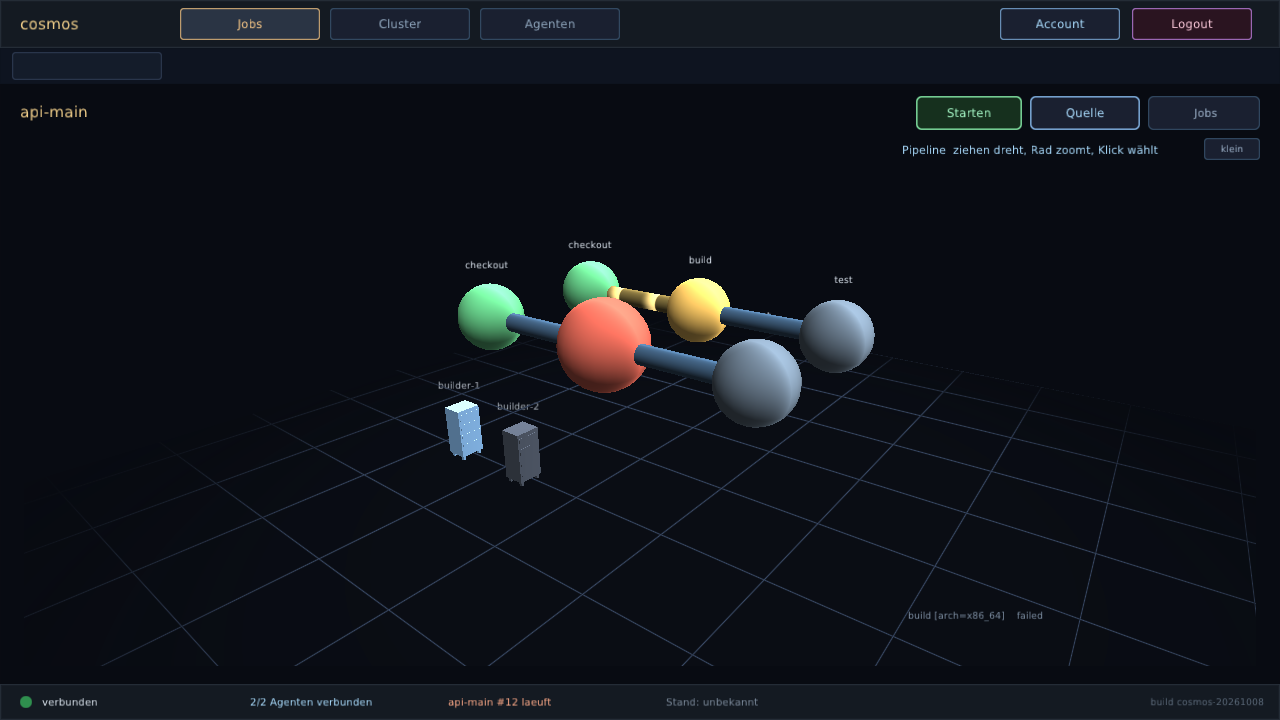 cosmos Jobs Cluster Agenten Account Logout
api-main Starten Quelle Jobs
Pipeline ziehen dreht, Rad zoomt, Klick wählt klein
checkout
build
checkout
test
builder-1
builder-2
build [arch=x86_64] failed
verbunden 2/2 Agenten verbunden api-main #12 laeuft Stand: unbekannt build cosmos-20261008